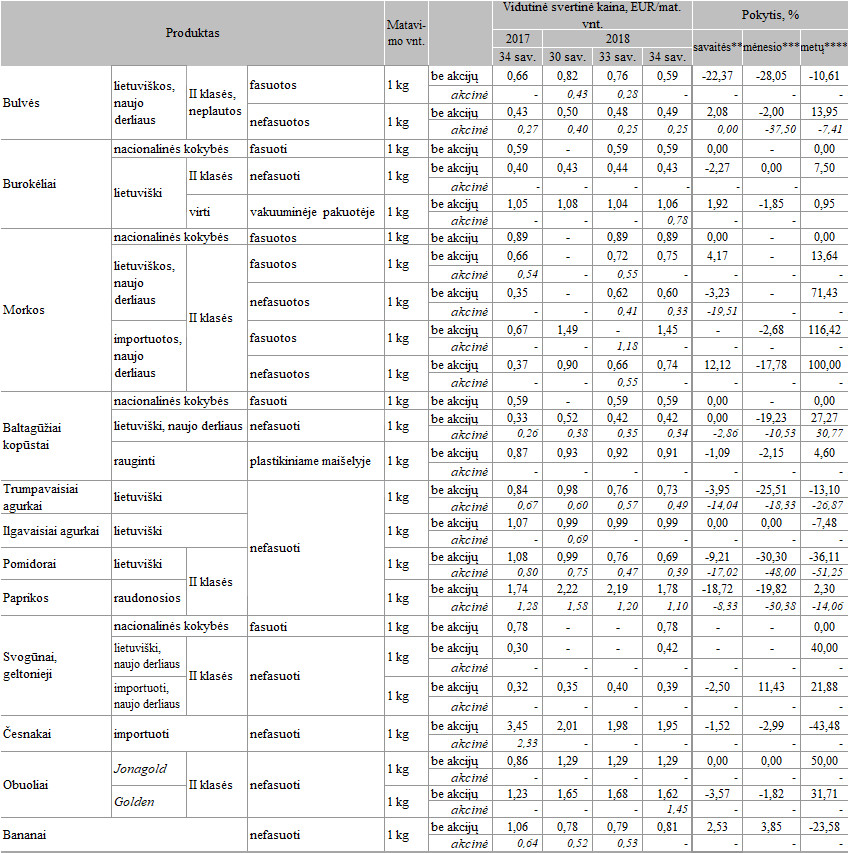 Produktas Matavi- Vidutinė svertinė kaina, EUR/mat. Pokytis, %
mo vnt. vnt.
2017 2018 savaitės** mėnesio*** metų****
34 sav. 30 sav. 33 sav. 34 sav.
Bulvės lietuviškos, naujo derliaus II klasės, neplautos fasuotos 1 kg be akcijų 0,66 0,82 0,76 0,59 -22,37 -28,05 -10,61
akcinė - 0,43 0,28 - - - -
nefasuotos 1 kg be akcijų 0,43 0,50 0,48 0,49 2,08 -2,00 13,95
akcinė 0,27 0,40 0,25 0,25 0,00 -37,50 -7,41
Burokėliai nacionalinės kokybės fasuoti 1 kg be akcijų 0,59 - 0,59 0,59 0,00 - 0,00
lietuviški II klasės nefasuoti 1 kg be akcijų 0,40 0,43 0,44 0,43 -2,27 0,00 7,50
akcinė - - - - - - -
virti vakuuminėje pakuotėje 1 kg be akcijų 1,05 1,08 1,04 1,06 1,92 -1,85 0,95
akcinė - - - 0,78 - - -
Morkos nacionalinės kokybės fasuotos 1 kg be akcijų 0,89 - 0,89 0,89 0,00 - 0,00
lietuviškos, naujo derliaus II klasės fasuotos 1 kg be akcijų 0,66 - 0,72 0,75 4,17 - 13,64
akcinė 0,54 - 0,55 - - - -
nefasuotos 1 kg be akcijų 0,35 - 0,62 0,60 -3,23 - 71,43
akcinė - - 0,41 0,33 -19,51 - -
importuotos, naujo derliaus fasuotos 1 kg be akcijų 0,67 1,49 - 1,45 - -2,68 116,42
akcinė - - 1,18 - - - -
nefasuotos 1 kg be akcijų 0,37 0,90 0,66 0,74 12,12 -17,78 100,00
akcinė - - 0,55 - - - -
Baltagūžiai kopūstai nacionalinės kokybės fasuoti 1 kg be akcijų 0,59 - 0,59 0,59 0,00 - 0,00
lietuviški, naujo derliaus nefasuoti 1 kg be akcijų 0,33 0,52 0,42 0,42 0,00 -19,23 27,27
akcinė 0,26 0,38 0,35 0,34 -2,86 -10,53 30,77
rauginti plastikiniame maišelyje 1 kg be akcijų 0,87 0,93 0,92 0,91 -1,09 -2,15 4,60
akcinė - - - - - - -
Trumpavaisiai agurkai lietuviški nefasuoti 1 kg be akcijų 0,84 0,98 0,76 0,73 -3,95 -25,51 -13,10
akcinė 0,67 0,60 0,57 0,49 -14,04 -18,33 -26,87
Ilgavaisiai agurkai lietuviški 1 kg be akcijų 1,07 0,99 0,99 0,99 0,00 0,00 -7,48
akcinė - 0,69 - - - - -
Pomidorai lietuviški II klasės 1 kg be akcijų 1,08 0,99 0,76 0,69 -9,21 -30,30 -36,11
akcinė 0,80 0,75 0,47 0,39 -17,02 -48,00 -51,25
Paprikos raudonosios 1 kg be akcijų 1,74 2,22 2,19 1,78 -18,72 -19,82 2,30
akcinė 1,28 1,58 1,20 1,10 -8,33 -30,38 -14,06
Svogūnai, geltonieji nacionalinės kokybės fasuoti 1 kg be akcijų 0,78 - - 0,78 - - 0,00
lietuviški, naujo derliaus II klasės nefasuoti 1 kg be akcijų 0,30 - - 0,42 - - 40,00
akcinė - - - - - - -
importuoti, naujo derliaus 1 kg be akcijų 0,32 0,35 0,40 0,39 -2,50 11,43 21,88
akcinė - - - - - - -
Česnakai importuoti nefasuoti 1 kg be akcijų 3,45 2,01 1,98 1,95 -1,52 -2,99 -43,48
akcinė 2,33 - - - - - -
Obuoliai Jonagold II klasės nefasuoti 1 kg be akcijų 0,86 1,29 1,29 1,29 0,00 0,00 50,00
akcinė - - - - - - -
Golden 1 kg be akcijų 1,23 1,65 1,68 1,62 -3,57 -1,82 31,71
akcinė - - - 1,45 - - -
Bananai nefasuoti 1 kg be akcijų 1,06 0,78 0,79 0,81 2,53 3,85 -23,58
akcinė 0,64 0,52 0,53 - - - -